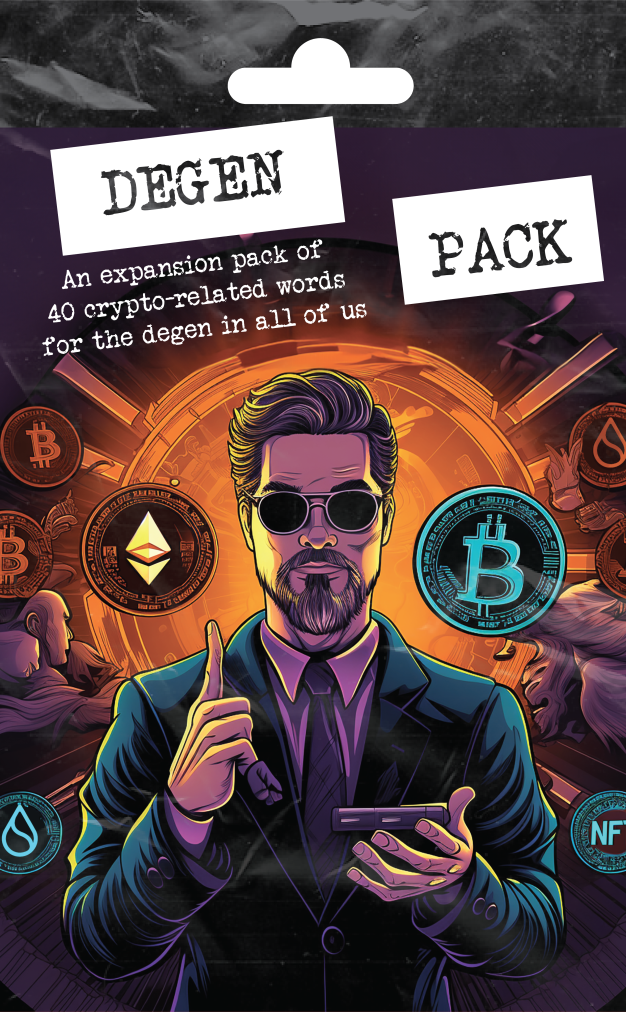 DEGEN
PACK
An expansion pack of
40 crypto-related words
for the degen in all of us
NFT